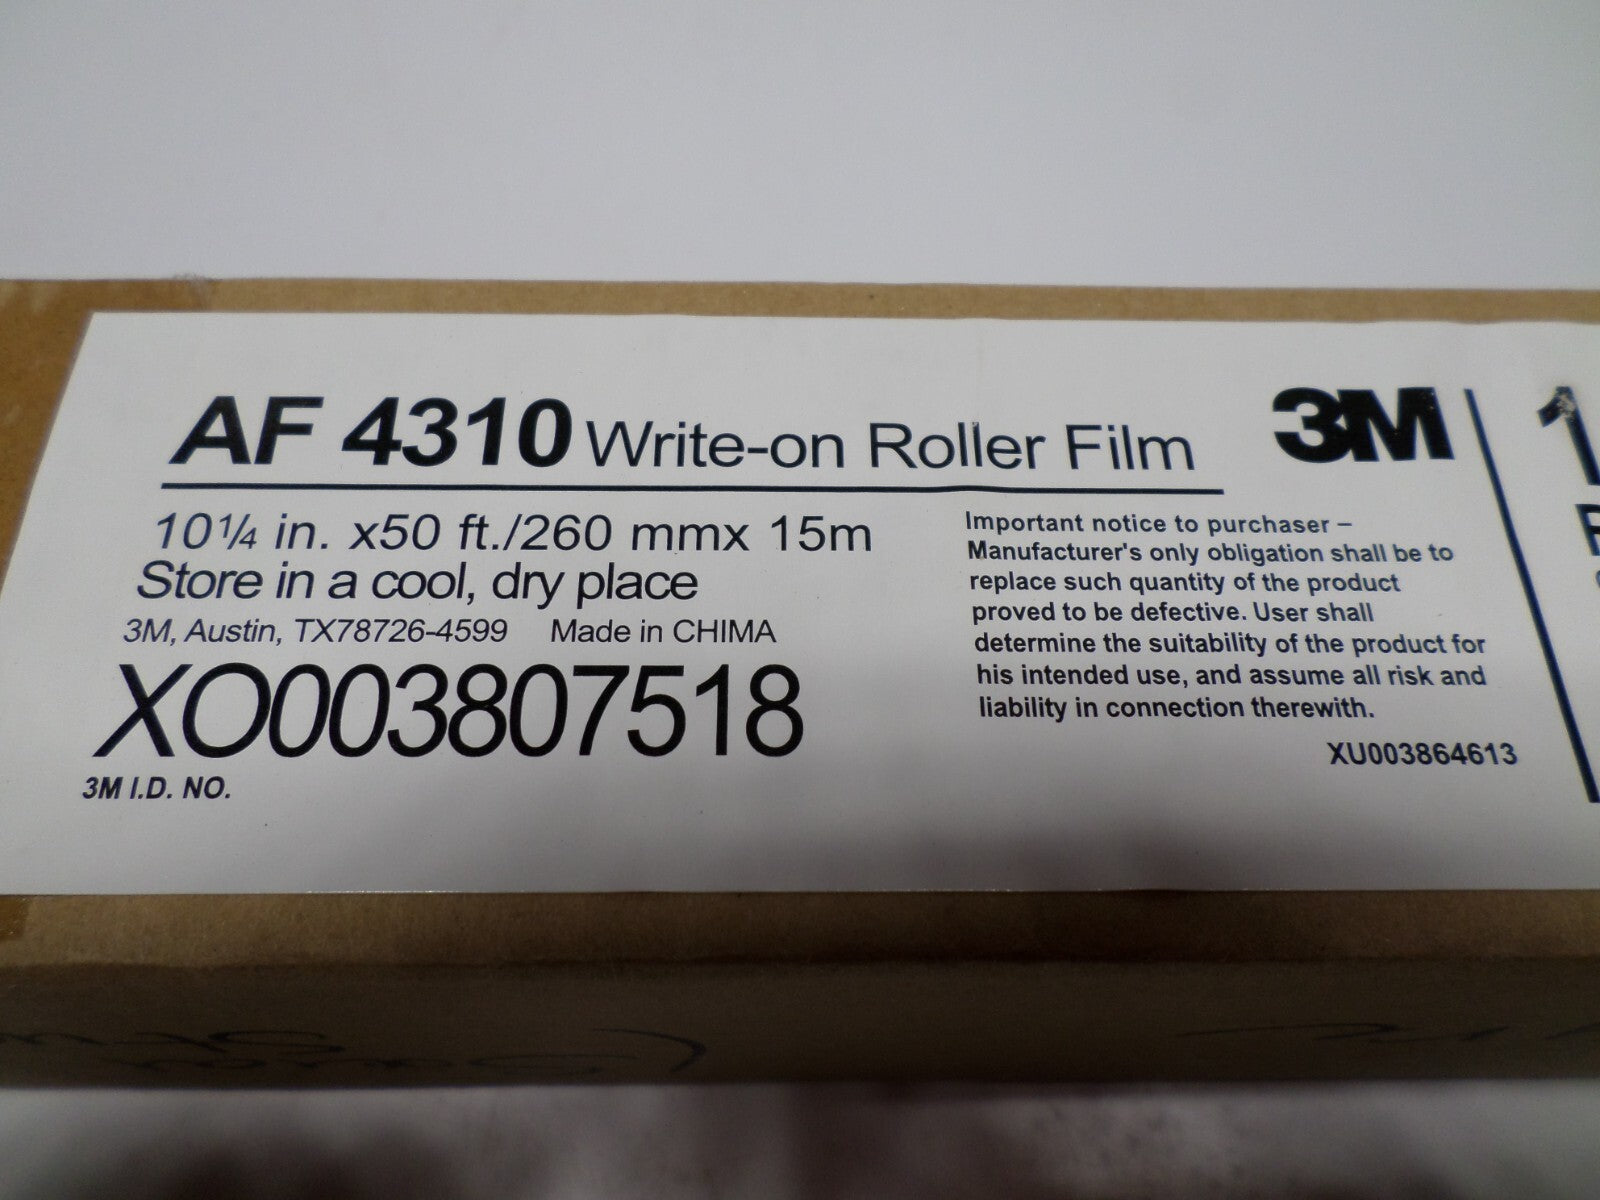 AF 4310 Write-on Roller Film
3M
10 1/4 in. x50 ft./260 mmx 15m
Store in a cool, dry place
3M, Austin, TX78726-4599 Made in CHIMA
XO003807518
3M I.D. NO.
Important notice to purchaser –
Manufacturer's only obligation shall be to
replace such quantity of the product
proved to be defective. User shall
determine the suitability of the product for
his intended use, and assume all risk and
liability in connection therewith.
XU003864613